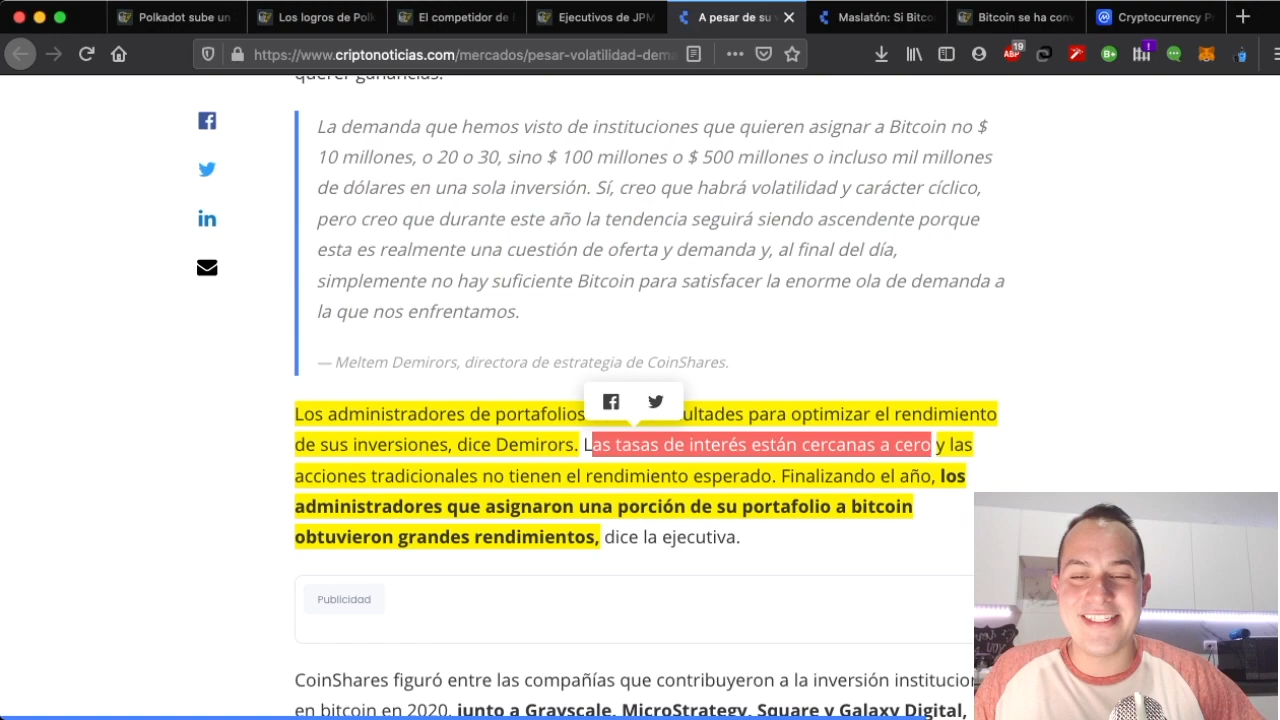 Polkadot sube un
Los logros de Polk
El competidor de
Ejecutivos de JPM
A pesar de su
Maslatón: Si Bitco
Bitcoin se ha conv
Cryptocurrency P
https://www.criptonoticias.com/mercados/pesar-volatilidad-dema
19
ABP
B+
querer ganancias.
La demanda que hemos visto de instituciones que quieren asignar a Bitcoin no $
10 millones, o 20 o 30, sino $ 100 millones o $ 500 millones o incluso mil millones
de dólares en una sola inversión. Sí, creo que habrá volatilidad y carácter cíclico,
pero creo que durante este año la tendencia seguirá siendo ascendente porque
esta es realmente una cuestión de oferta y demanda y, al final del día,
simplemente no hay suficiente Bitcoin para satisfacer la enorme ola de demanda a
la que nos enfrentamos.
— Meltem Demirors, directora de estrategia de CoinShares.
Los administradores de portafolios ultades para optimizar el rendimiento
de sus inversiones, dice Demirors. Las tasas de interés están cercanas a cero y las
acciones tradicionales no tienen el rendimiento esperado. Finalizando el año, los
administradores que asignaron una porción de su portafolio a bitcoin
obtuvieron grandes rendimientos, dice la ejecutiva.
Publicidad
CoinShares figuró entre las compañías que contribuyeron a la inversión institucion
en bitcoin en 2020, junto a Grayscale, MicroStrategy, Square y Galaxy Digital,